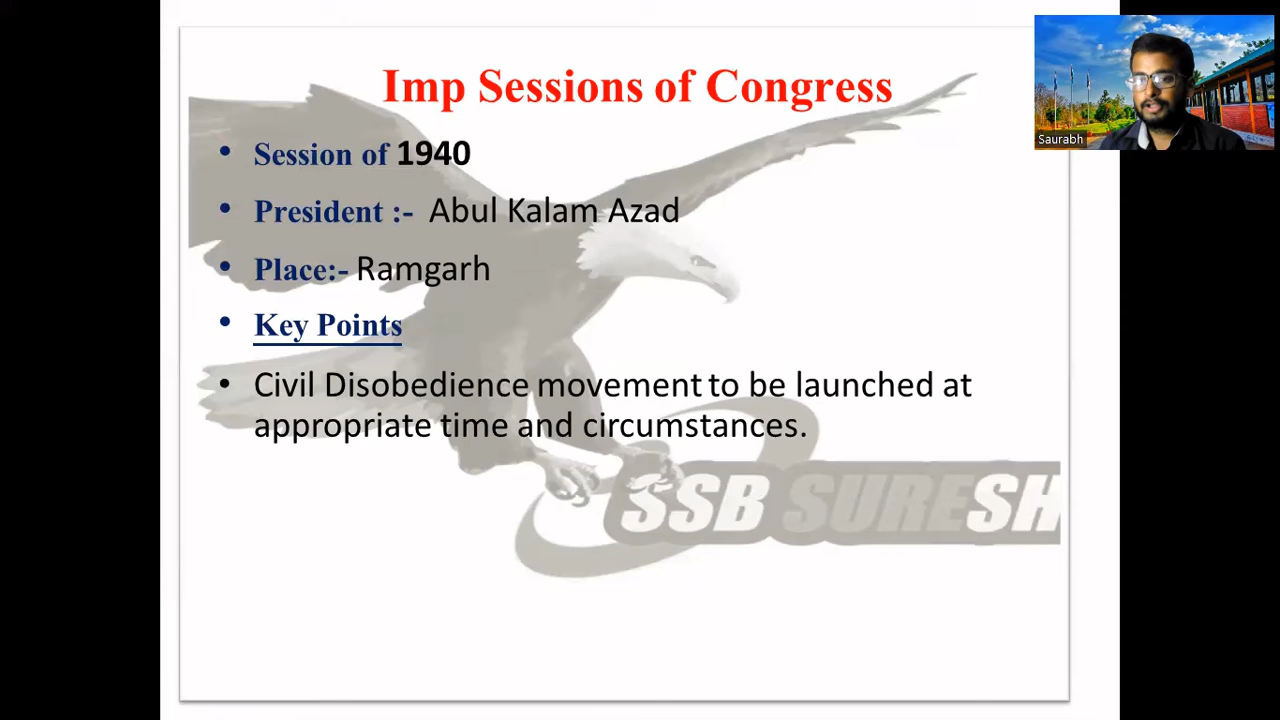 Imp Sessions of Congress
Saurabh
• Session of 1940
• President :- Abul Kalam Azad
• Place:- Ramgarh
• Key Points
• Civil Disobedience movement to be launched at
appropriate time and circumstances.
SSB SURESH